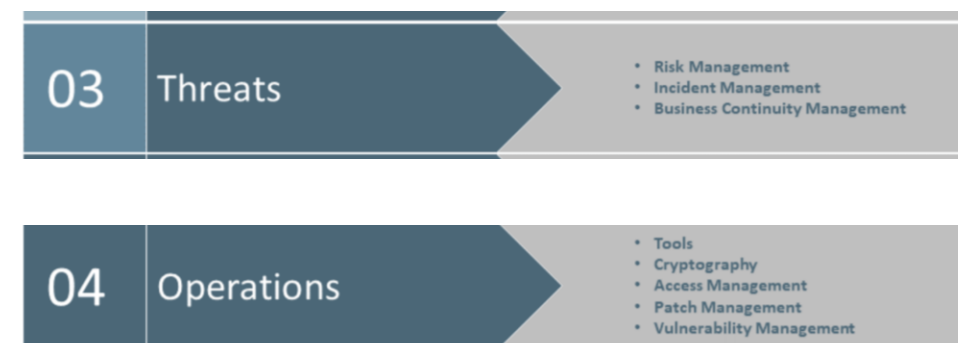 03
Threats
• Risk Management
• Incident Management
• Business Continuity Management
04
Operations
• Tools
• Cryptography
• Access Management
• Patch Management
• Vulnerability Management